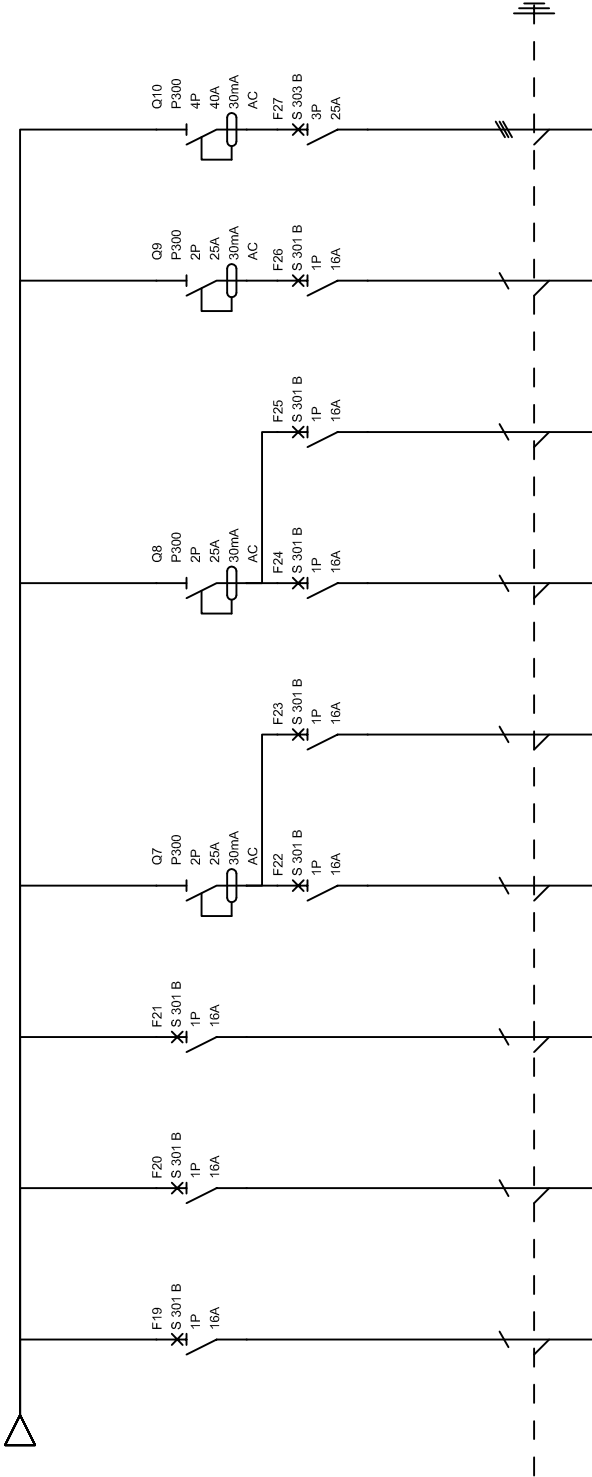 Q10
P300
4P
40A
30mA
AC
F27
S 303 B
3P
25A
Q9
P300
2P
25A
30mA
AC
F26
S 301 B
1P
16A
F25
S 301 B
1P
16A
Q8
P300
2P
25A
30mA
AC
F24
S 301 B
1P
16A
F23
S 301 B
1P
16A
Q7
P300
2P
25A
30mA
AC
F22
S 301 B
1P
16A
F21
S 301 B
1P
16A
F20
S 301 B
1P
16A
F19
S 301 B
1P
16A